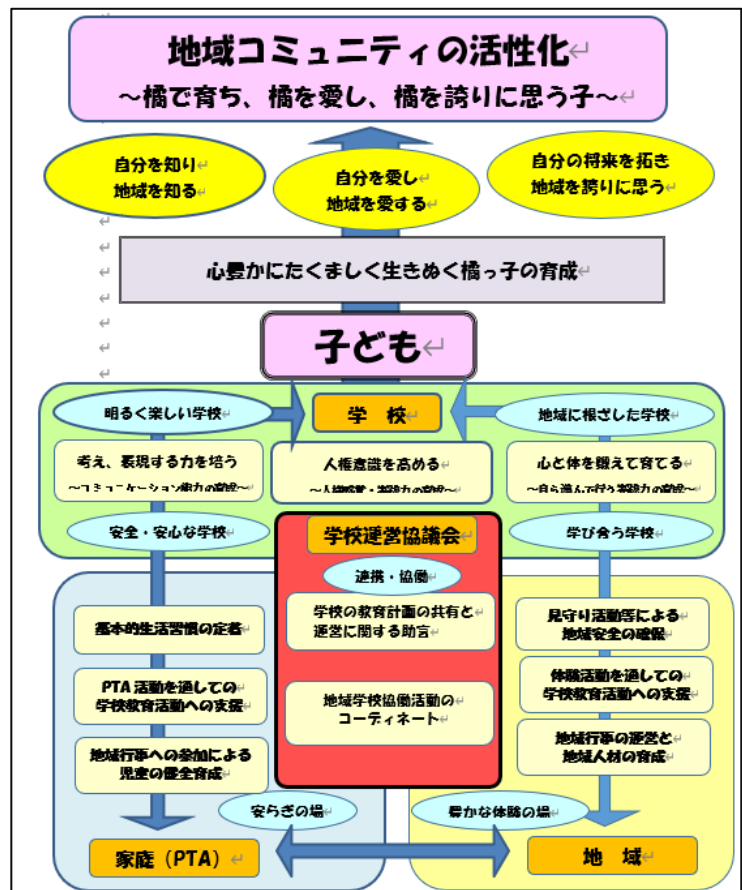 地域コミュニティの活性化
～橘で育ち、橘を愛し、橘を誇りに思う子～
自分を知り
地域を知る
自分を愛し
地域を愛する
自分の将来を拓き
地域を誇りに思う
心豊かにたくましく生きぬく橘っ子の育成
子ども
明るく楽しい学校
学 校
地域に根ざした学校
考え、表現する力を培う
～コミュニケーション能力の育成～
人権意識を高める
心と体を鍛えて育てる
安全・安心な学校
学校運営協議会
学び合う学校
連携・協働
学校の教育計画の共有と
運営に関する助言
地域学校協働活動の
コーディネート
基本的生活習慣の定着
PTA 活動を通しての
学校教育活動への支援
地域行事への参加による
児童の健全育成
見守り活動等による
地域安全の確保
体験活動を通しての
学校教育活動への支援
地域行事の運営と
地域人材の育成
安らぎの場
豊かな体験の場
家庭（PTA）
地 域